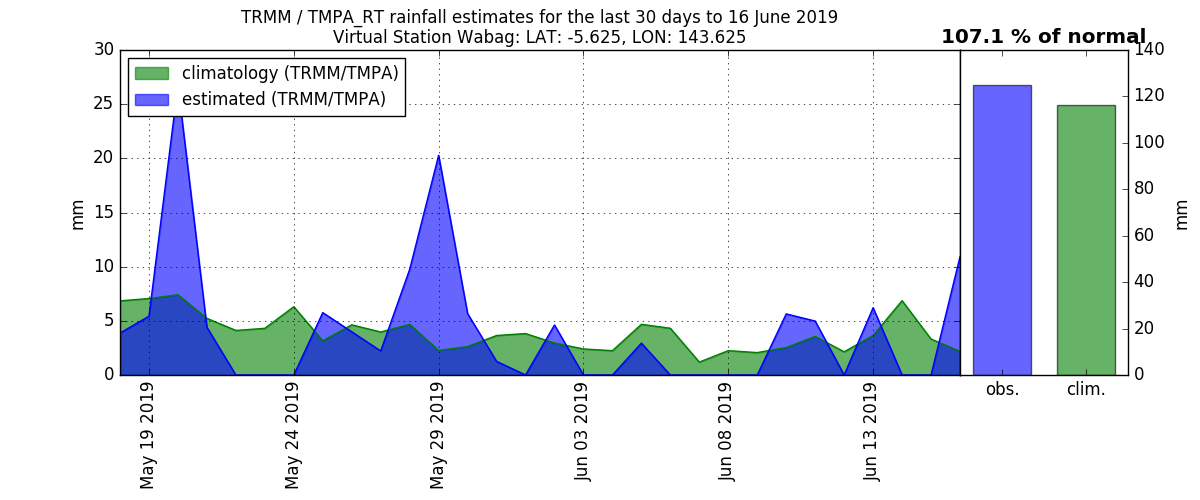 TRMM / TMPA_RT rainfall estimates for the last 30 days to 16 June 2019
Virtual Station Wabag: LAT: -5.625, LON: 143.625
107.1 % of normal
climatology (TRMM/TMPA)
estimated (TRMM/TMPA)
30
25
20
15
10
5
0
mm
May 19 2019
May 24 2019
May 29 2019
Jun 03 2019
Jun 08 2019
Jun 13 2019
obs.
clim.
140
120
100
80
60
40
20
0
mm